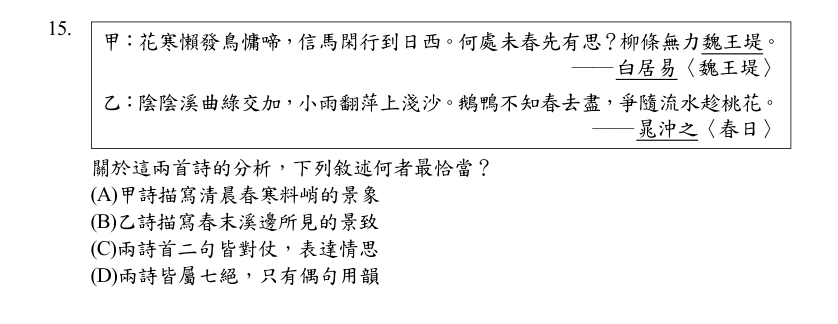 15.
甲：花寒懶發鳥慵啼，信馬閑行到日西。何處未春先有思？柳條無力魏王堤。
——白居易〈魏王堤〉
乙：陰陰溪曲綠交加，小雨翻萍上淺沙。鵝鴨不知春去盡，爭隨流水趁桃花。
——晁沖之〈春日〉
關於這兩首詩的分析，下列敘述何者最恰當？
(A)甲詩描寫清晨春寒料峭的景象
(B)乙詩描寫春末溪邊所見的景致
(C)兩詩首二句皆對仗，表達情思
(D)兩詩皆屬七絕，只有偶句用韻